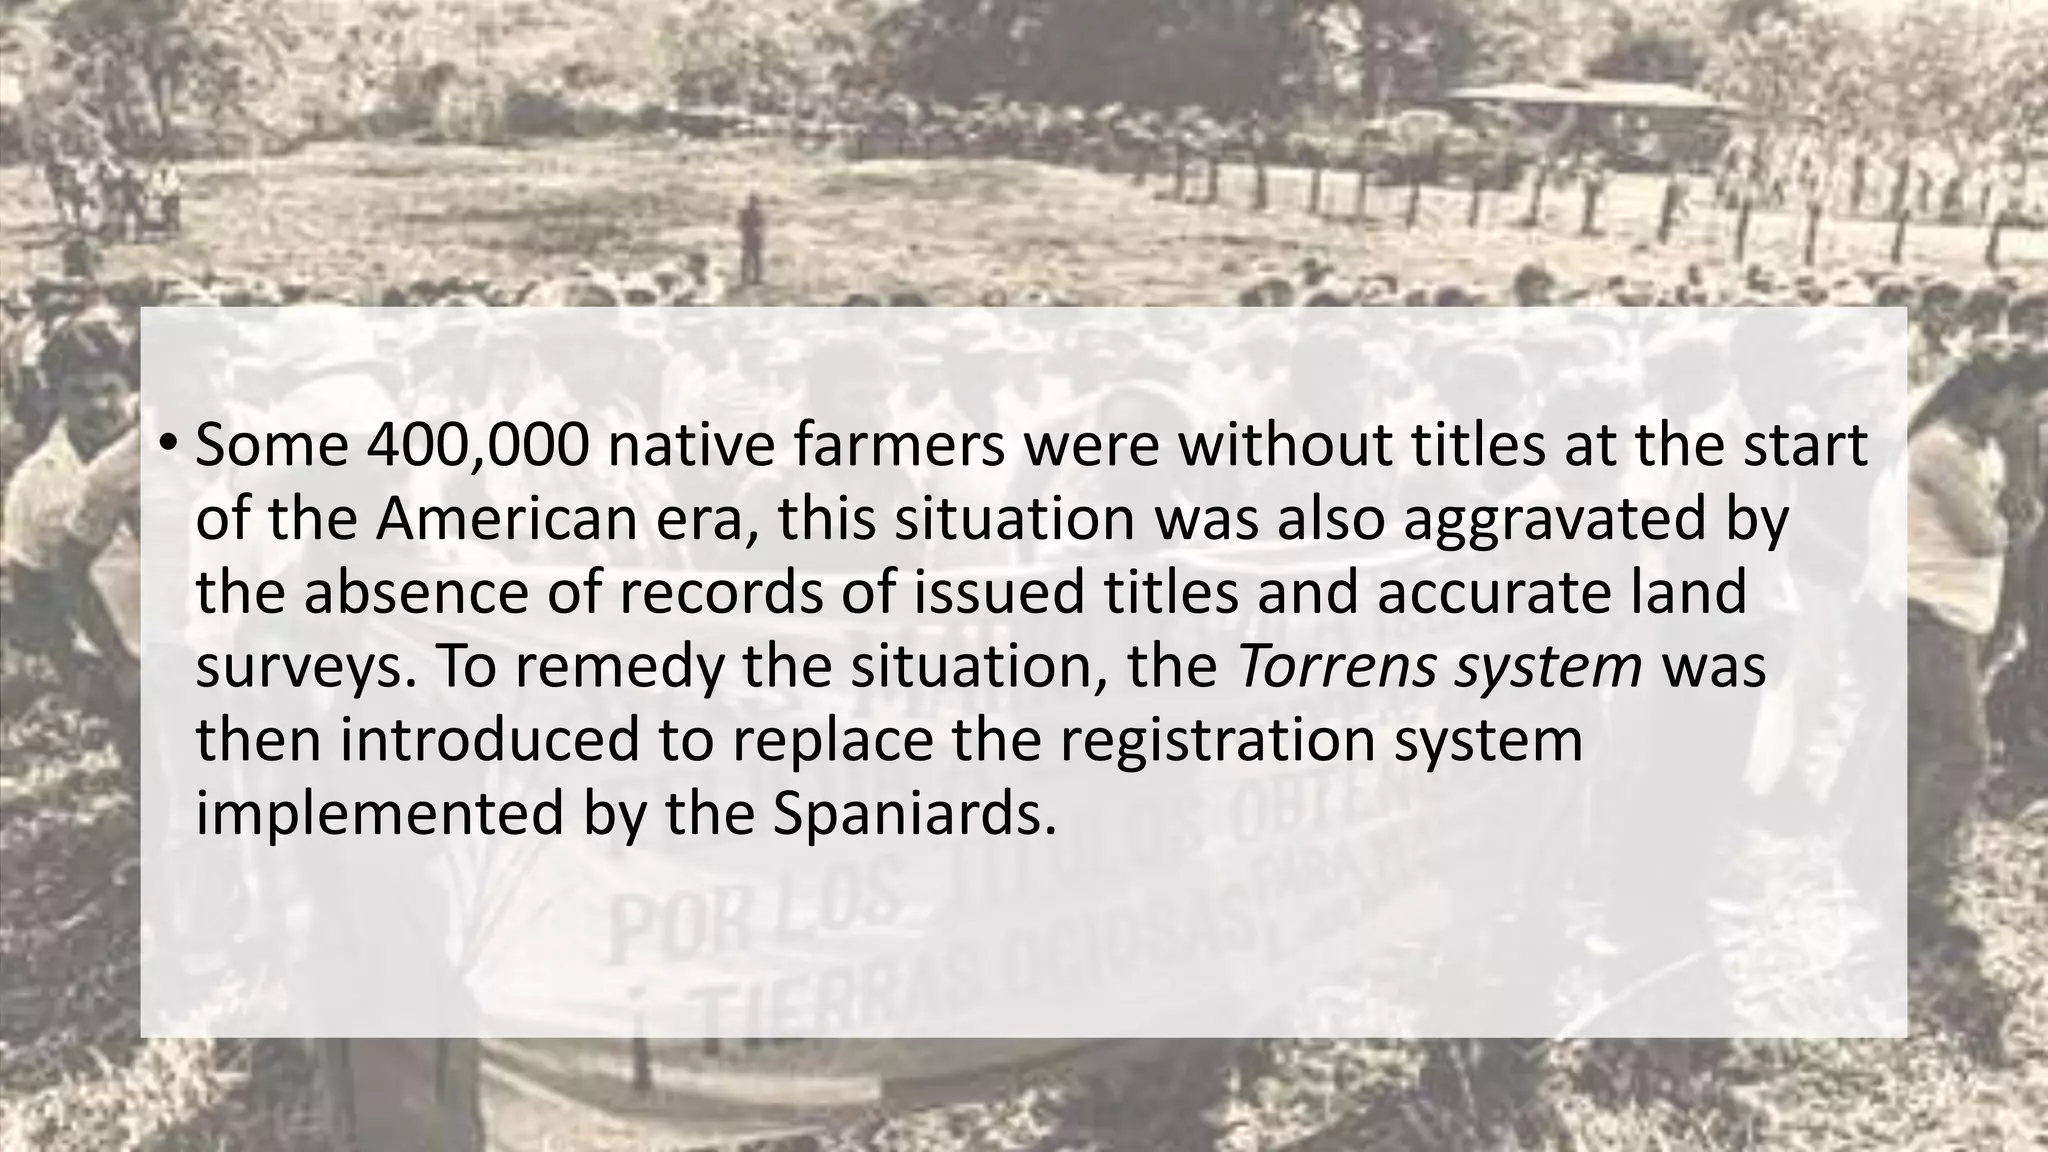 • Some 400,000 native farmers were without titles at the start
of the American era, this situation was also aggravated by
the absence of records of issued titles and accurate land
surveys. To remedy the situation, the Torrens system was
then introduced to replace the registration system
implemented by the Spaniards.
POR LOS TITULOS
¡ TIERRAS OCIOSAS